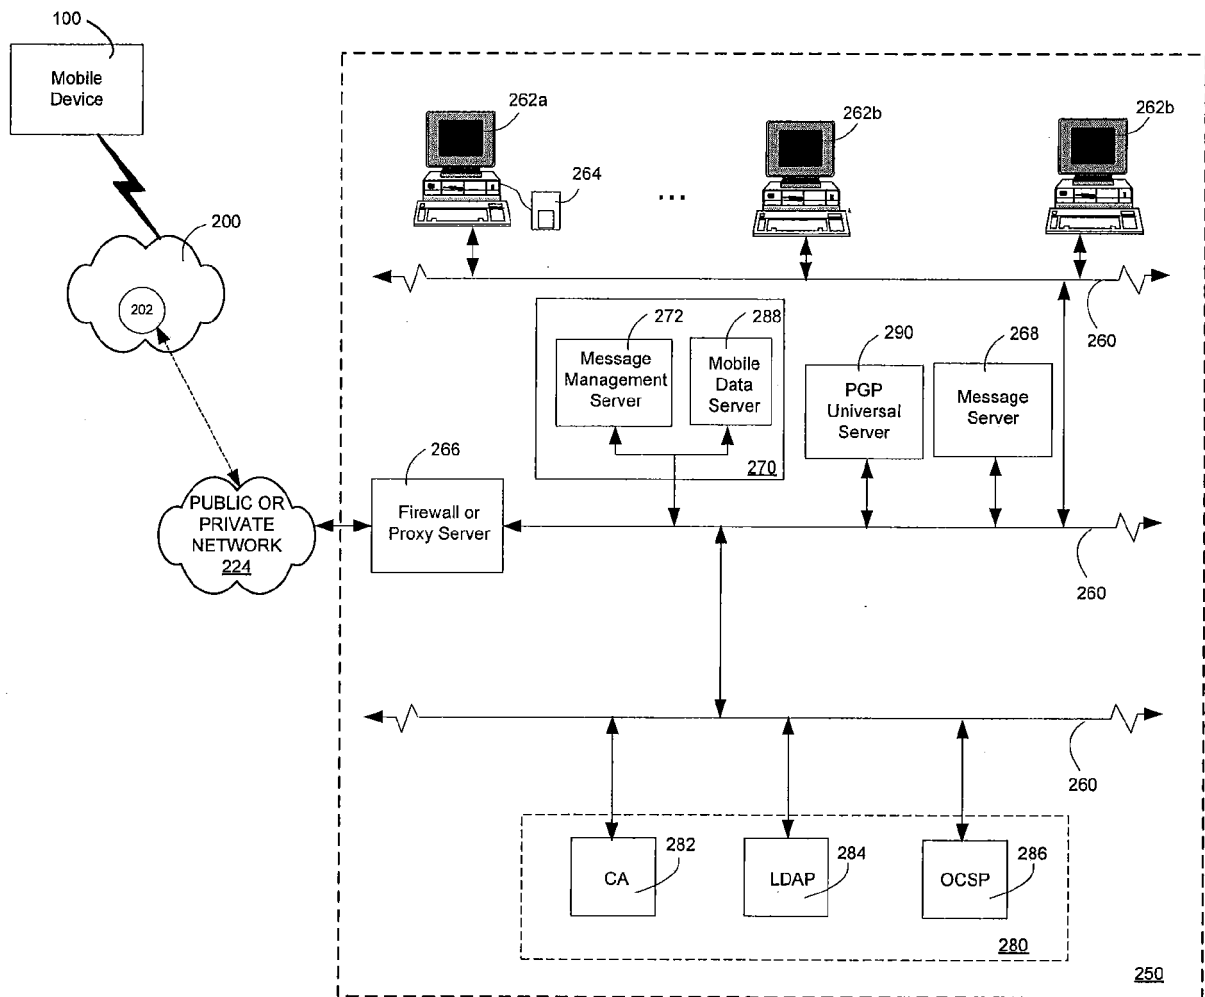 100
Mobile
Device
262a
262b
262b
264
...
200
202
260
272
288
290
268
Message
Management
Server
Mobile
Data
Server
PGP
Universal
Server
Message
Server
270
266
Firewall or
Proxy Server
PUBLIC OR
PRIVATE
NETWORK
224
260
260
282
284
286
CA
LDAP
OCSP
280
250